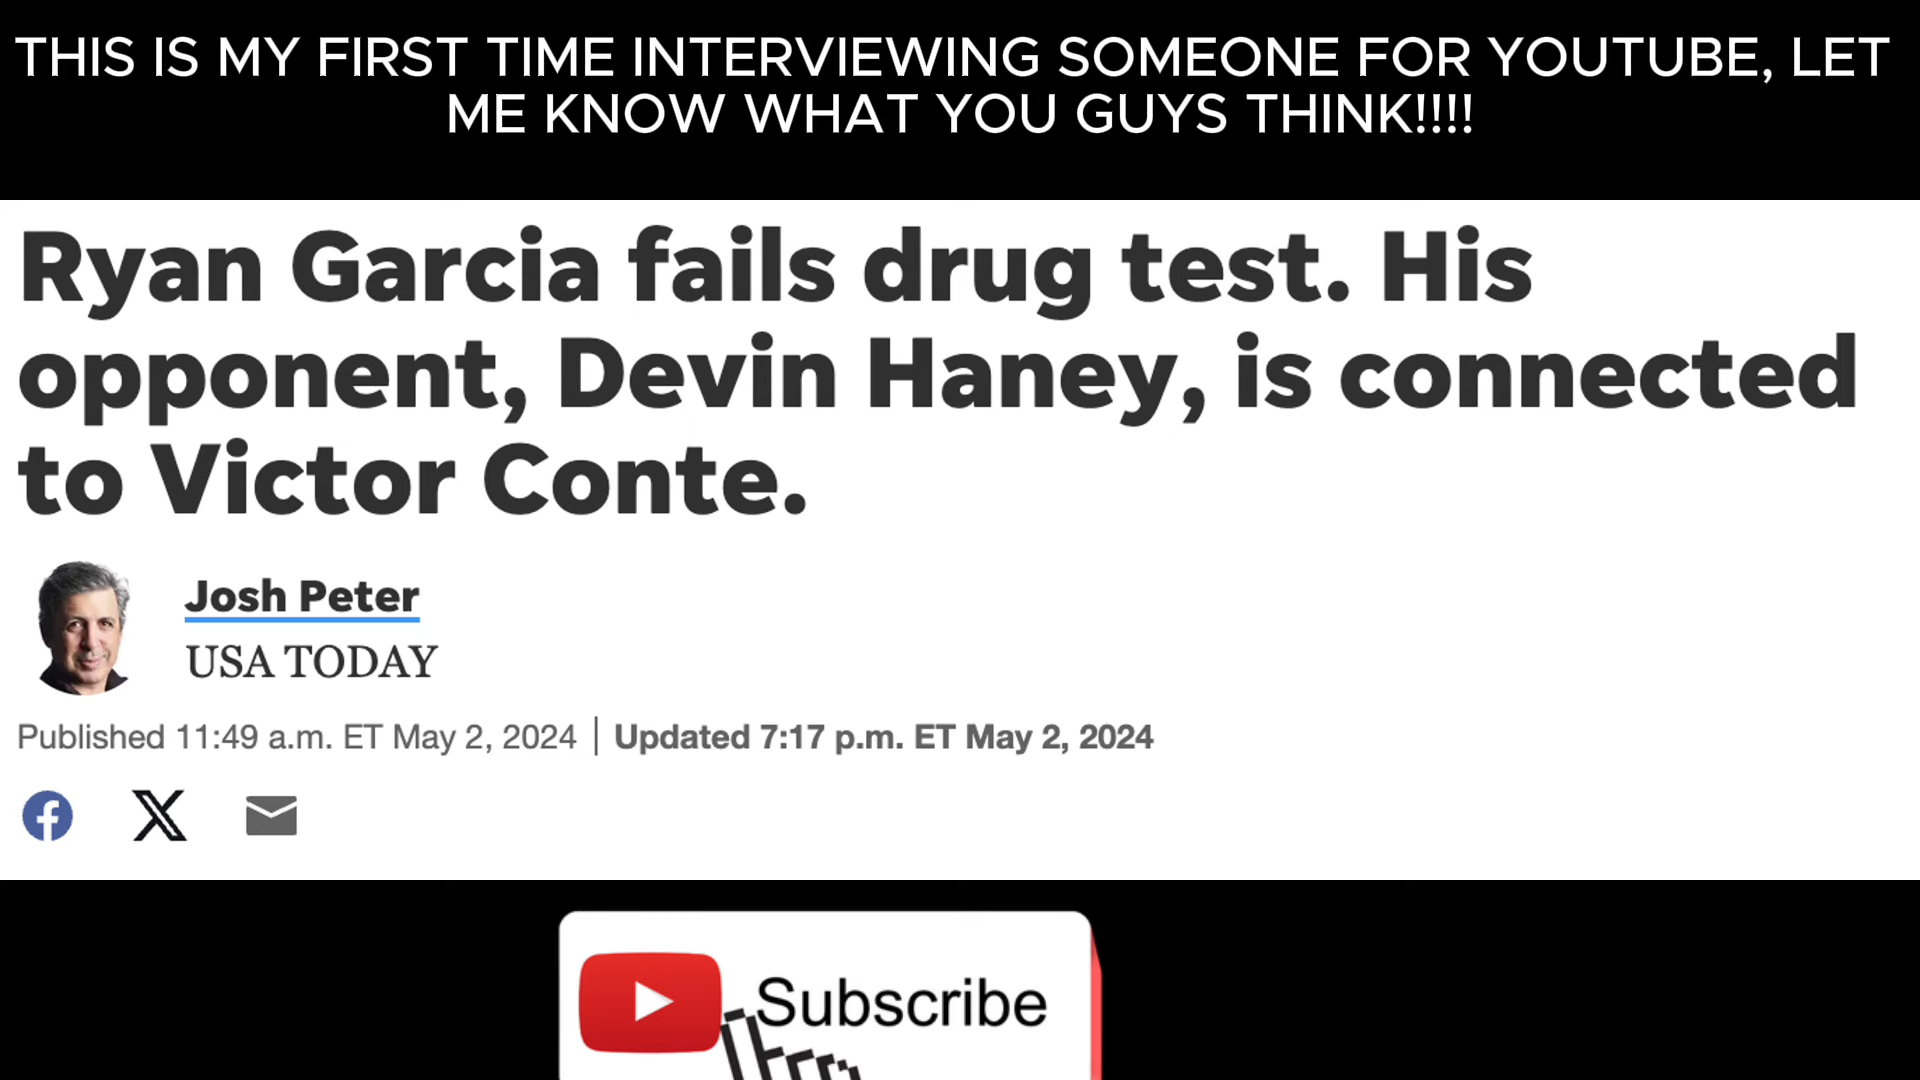 THIS IS MY FIRST TIME INTERVIEWING SOMEONE FOR YOUTUBE, LET
ME KNOW WHAT YOU GUYS THINK!!!!
Ryan Garcia fails drug test. His
opponent, Devin Haney, is connected
to Victor Conte.
Josh Peter
USA TODAY
Published 11:49 a.m. ET May 2, 2024 | Updated 7:17 p.m. ET May 2, 2024
Subscribe